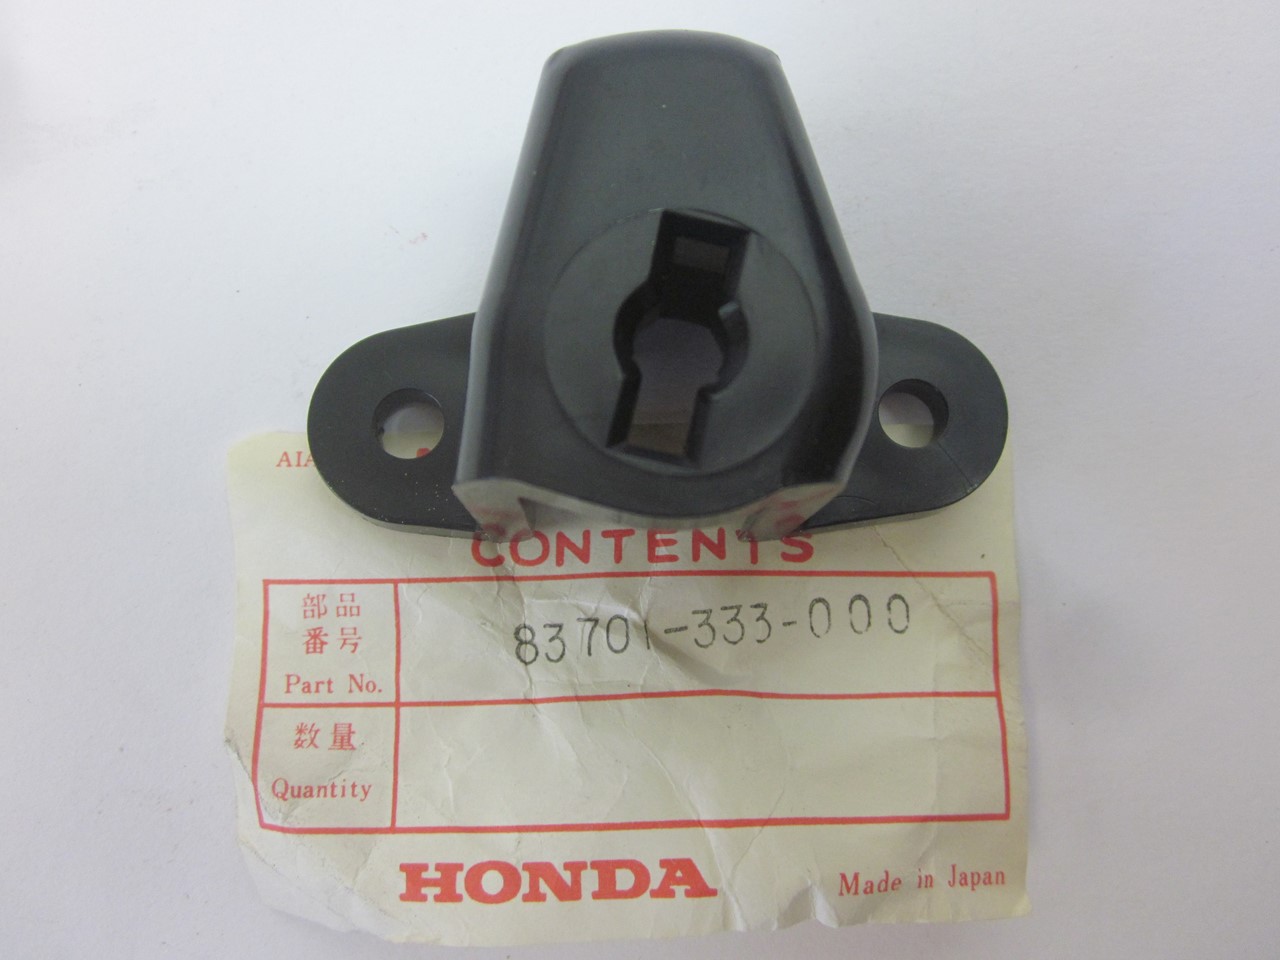 CONTENTS
部品
番号
Part No.
83701-333-000
数量
Quantity
HONDA
Made in Japan